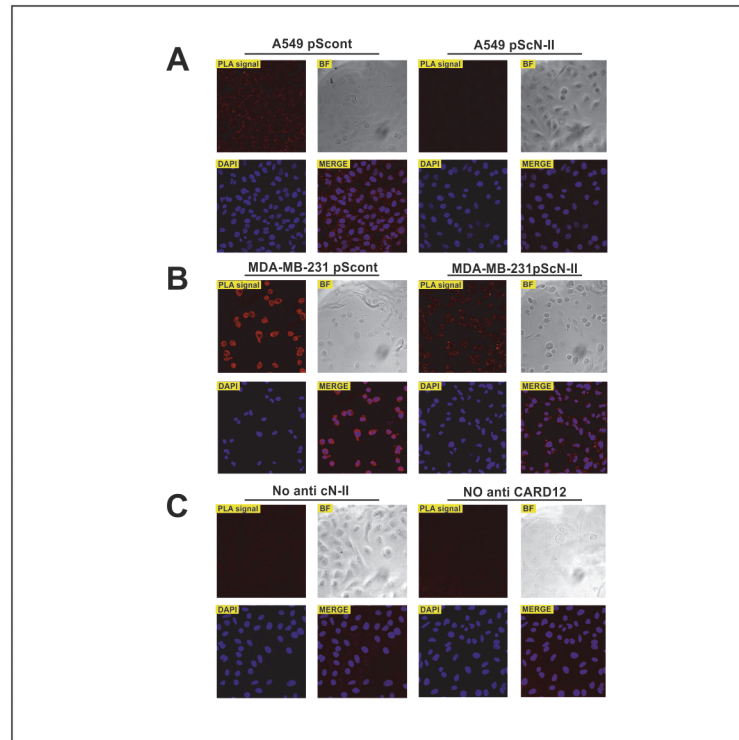 A
A549 pScont
A549 pScN-II
PLA signal
BF
PLA signal
BF
DAPI
MERGE
DAPI
MERGE
B
MDA-MB-231 pScont
MDA-MB-231pScN-II
PLA signal
BF
PLA signal
BF
DAPI
MERGE
DAPI
MERGE
C
No anti cN-II
NO anti CARD12
PLA signal
BF
PLA signal
BF
DAPI
MERGE
DAPI
MERGE